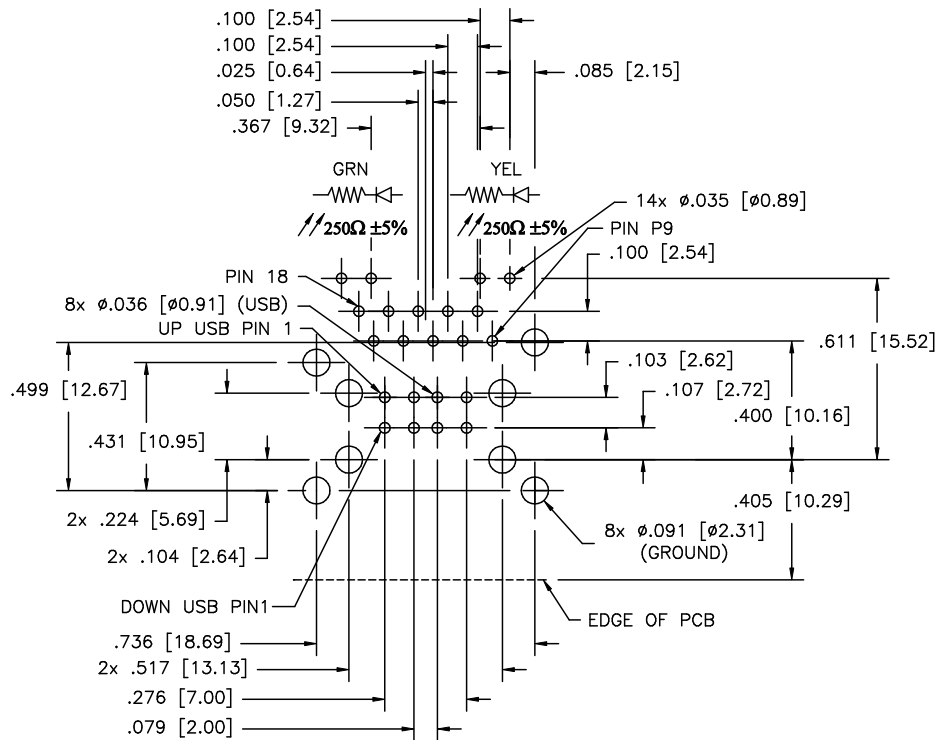 .100 [2.54]
.100 [2.54]
.025 [0.64]
.085 [2.15]
.050 [1.27]
.367 [9.32]
GRN
YEL
14x ø.035 [ø0.89]
250Ω ±5%
250Ω ±5%
PIN P9
.100 [2.54]
PIN 18
8x ø.036 [ø0.91] (USB)
UP USB PIN 1
.611 [15.52]
.103 [2.62]
.499 [12.67]
.107 [2.72]
.400 [10.16]
.431 [10.95]
.405 [10.29]
2x .224 [5.69]
8x ø.091 [ø2.31]
(GROUND)
2x .104 [2.64]
DOWN USB PIN1
EDGE OF PCB
.736 [18.69]
2x .517 [13.13]
.276 [7.00]
.079 [2.00]